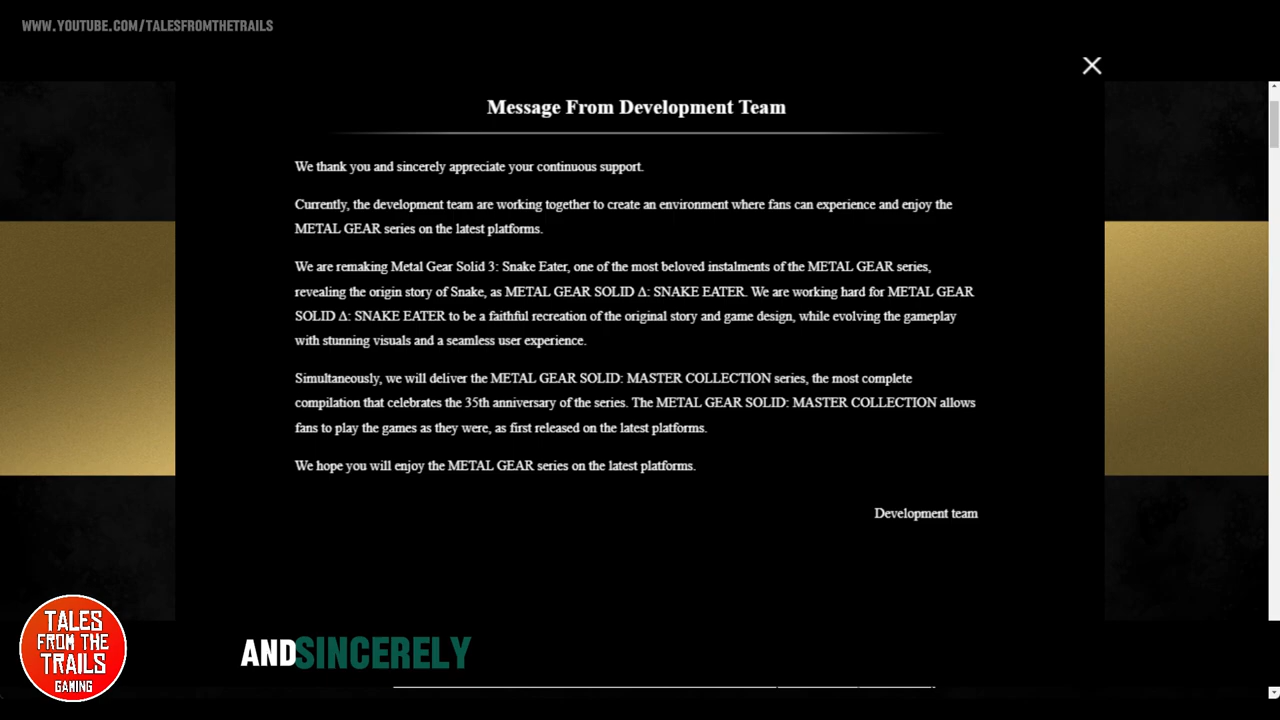 WWW.YOUTUBE.COM/TALESFROMTHETRAILS
Message From Development Team
We thank you and sincerely appreciate your continuous support.
Currently, the development team are working together to create an environment where fans can experience and enjoy the
METAL GEAR series on the latest platforms.
We are remaking Metal Gear Solid 3: Snake Eater, one of the most beloved instalments of the METAL GEAR series,
revealing the origin story of Snake, as METAL GEAR SOLID Δ: SNAKE EATER. We are working hard for METAL GEAR
SOLID Δ: SNAKE EATER to be a faithful recreation of the original story and game design, while evolving the gameplay
with stunning visuals and a seamless user experience.
Simultaneously, we will deliver the METAL GEAR SOLID: MASTER COLLECTION series, the most complete
compilation that celebrates the 35th anniversary of the series. The METAL GEAR SOLID: MASTER COLLECTION allows
fans to play the games as they were, as first released on the latest platforms.
We hope you will enjoy the METAL GEAR series on the latest platforms.
Development team
TALES
FROM THE
TRAILS
GAMING
AND SINCERELY